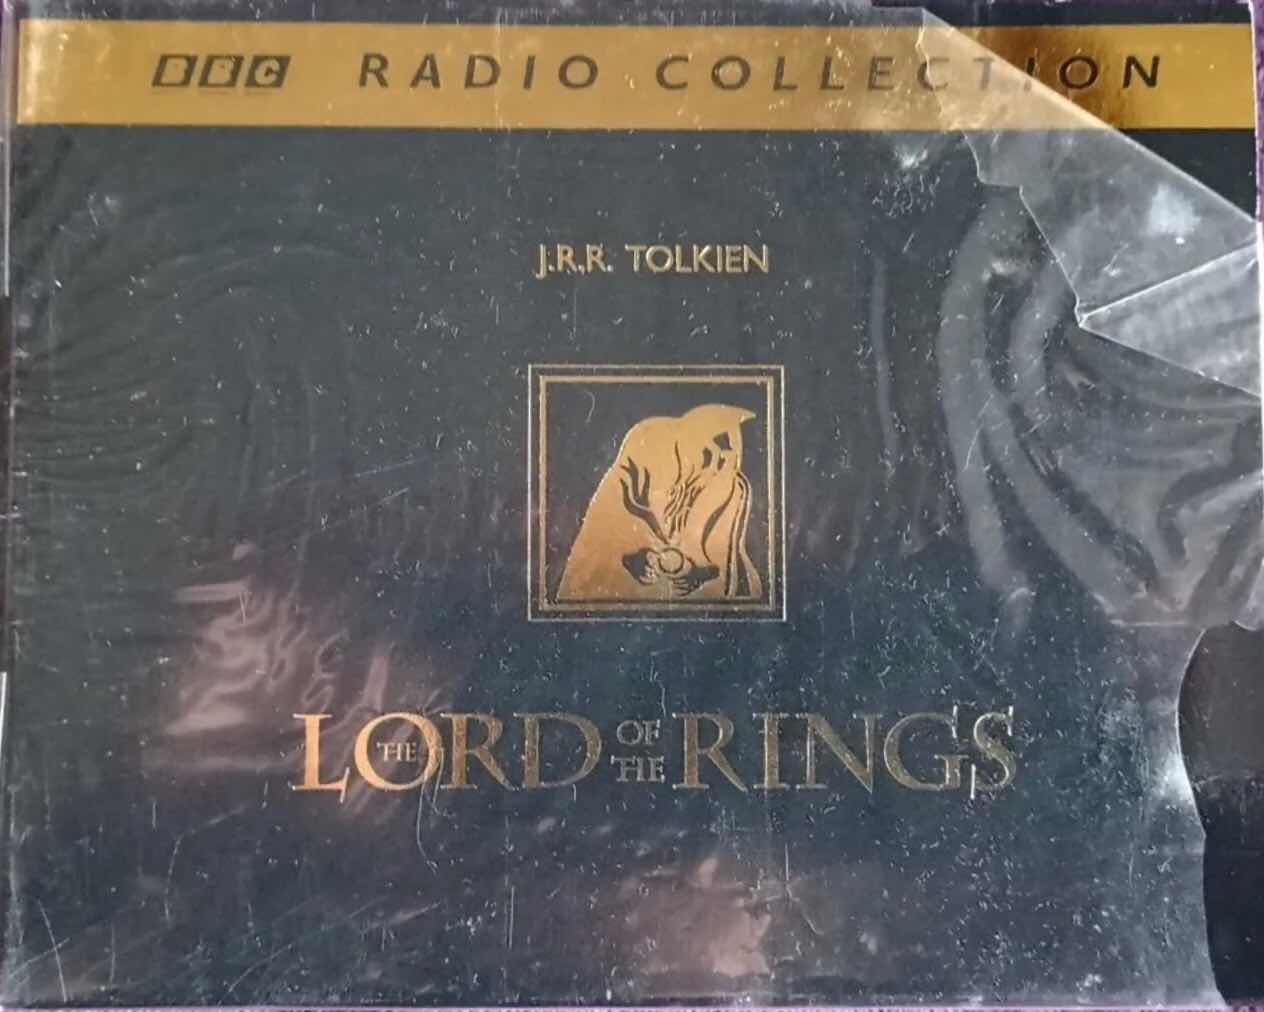 BBC RADIO COLLECTION
J.R.R. TOLKIEN
THE LORD OF THE RINGS